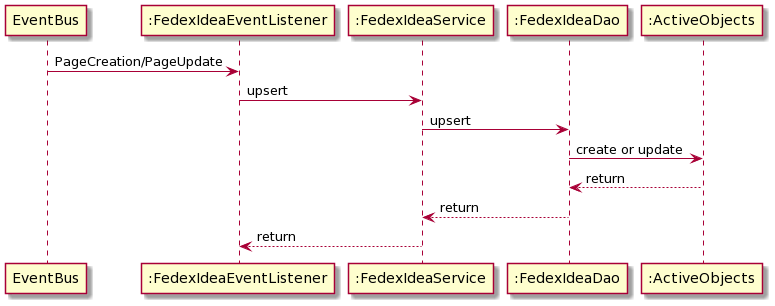 EventBus :FedexIdeaEventListener :FedexIdeaService :FedexIdeaDao :ActiveObjects
PageCreation/PageUpdate
upsert
upsert
create or update
return
return
return
EventBus :FedexIdeaEventListener :FedexIdeaService :FedexIdeaDao :ActiveObjects